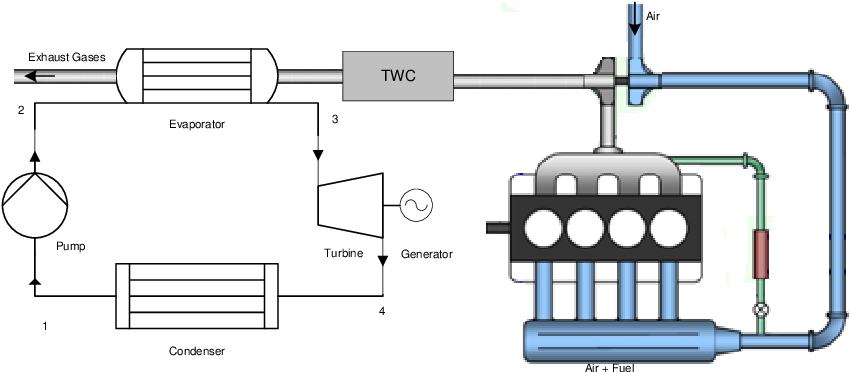 Air
Exhaust Gases
TWC
2
Evaporator
3
Pump
Turbine
Generator
1
4
Condenser
Air + Fuel